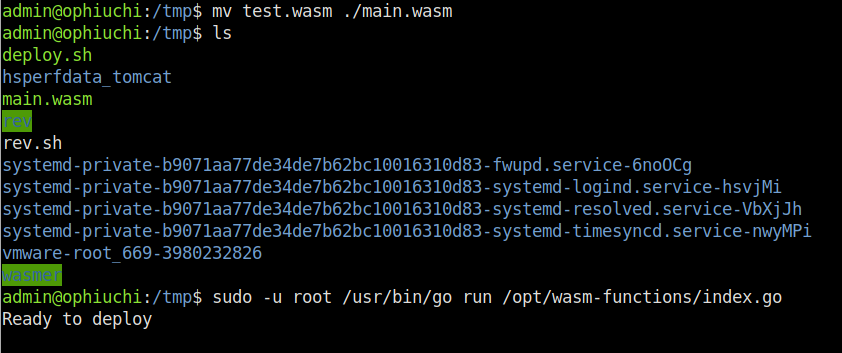 admin@ophiuchi:/tmp$ mv test.wasm ./main.wasm
admin@ophiuchi:/tmp$ ls
deploy.sh
hsperfdata_tomcat
main.wasm
rev
rev.sh
systemd-private-b9071aa77de34de7b62bc10016310d83-fwupd.service-6noOCg
systemd-private-b9071aa77de34de7b62bc10016310d83-systemd-logind.service-hsvjMi
systemd-private-b9071aa77de34de7b62bc10016310d83-systemd-resolved.service-VbXjJh
systemd-private-b9071aa77de34de7b62bc10016310d83-systemd-timesyncd.service-nwyMPi
vmware-root_669-3980232826
wasmer
admin@ophiuchi:/tmp$ sudo -u root /usr/bin/go run /opt/wasm-functions/index.go
Ready to deploy